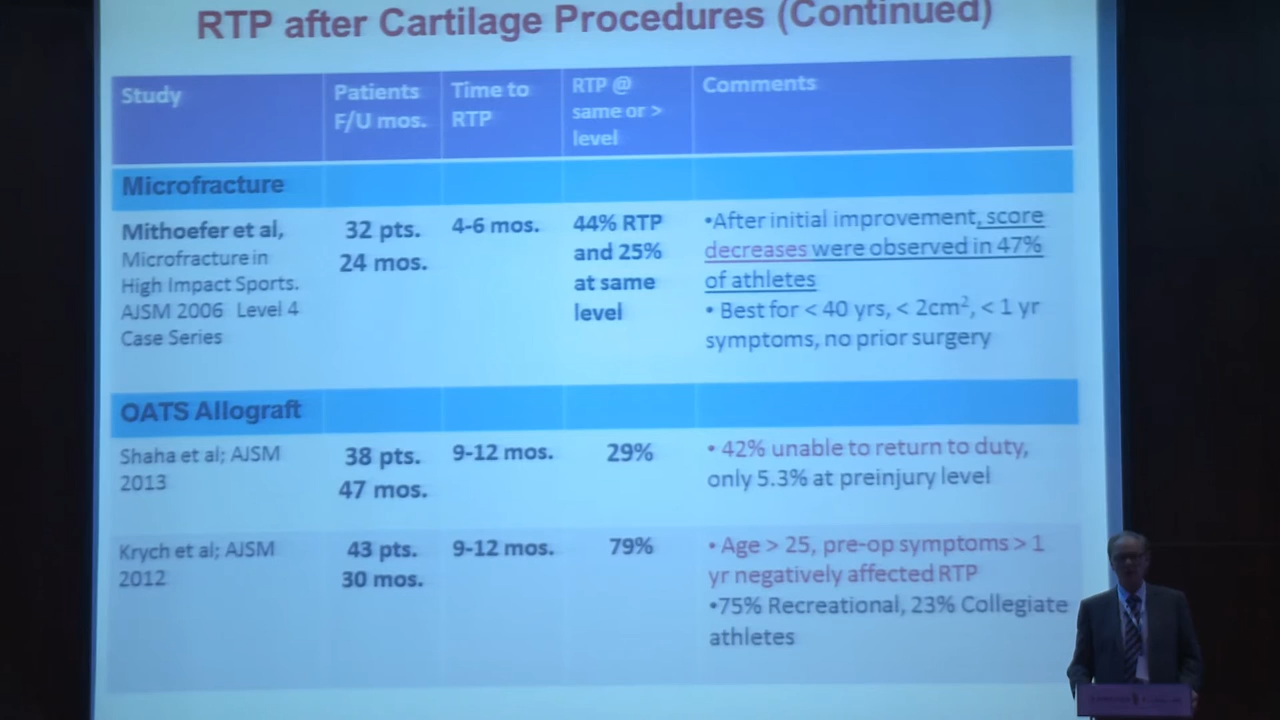 RTP after Cartilage Procedures (Continued)
Study
Patients
F/U mos.
Time to
RTP
RTP @
same or >
level
Comments
Microfracture
Mithoefer et al,
Microfracture in
High Impact Sports.
AJSM 2006 Level 4
Case Series
32 pts.
24 mos.
4-6 mos.
44% RTP
and 25%
at same
level
•After initial improvement, score
decreases were observed in 47%
of athletes
• Best for < 40 yrs, < 2cm², < 1 yr
symptoms, no prior surgery
OATS Allograft
Shaha et al; AJSM
2013
38 pts.
47 mos.
9-12 mos.
29%
• 42% unable to return to duty,
only 5.3% at preinjury level
Krych et al; AJSM
2012
43 pts.
30 mos.
9-12 mos.
79%
• Age > 25, pre-op symptoms > 1
yr negatively affected RTP
•75% Recreational, 23% Collegiate
athletes